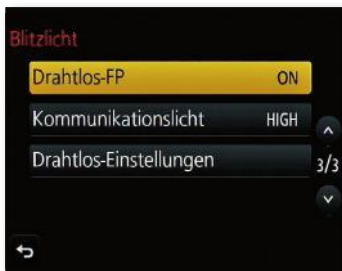 Blitzlicht
Drahtlos-FP ON
Kommunikationslicht HIGH
Drahtlos-Einstellungen
3/3